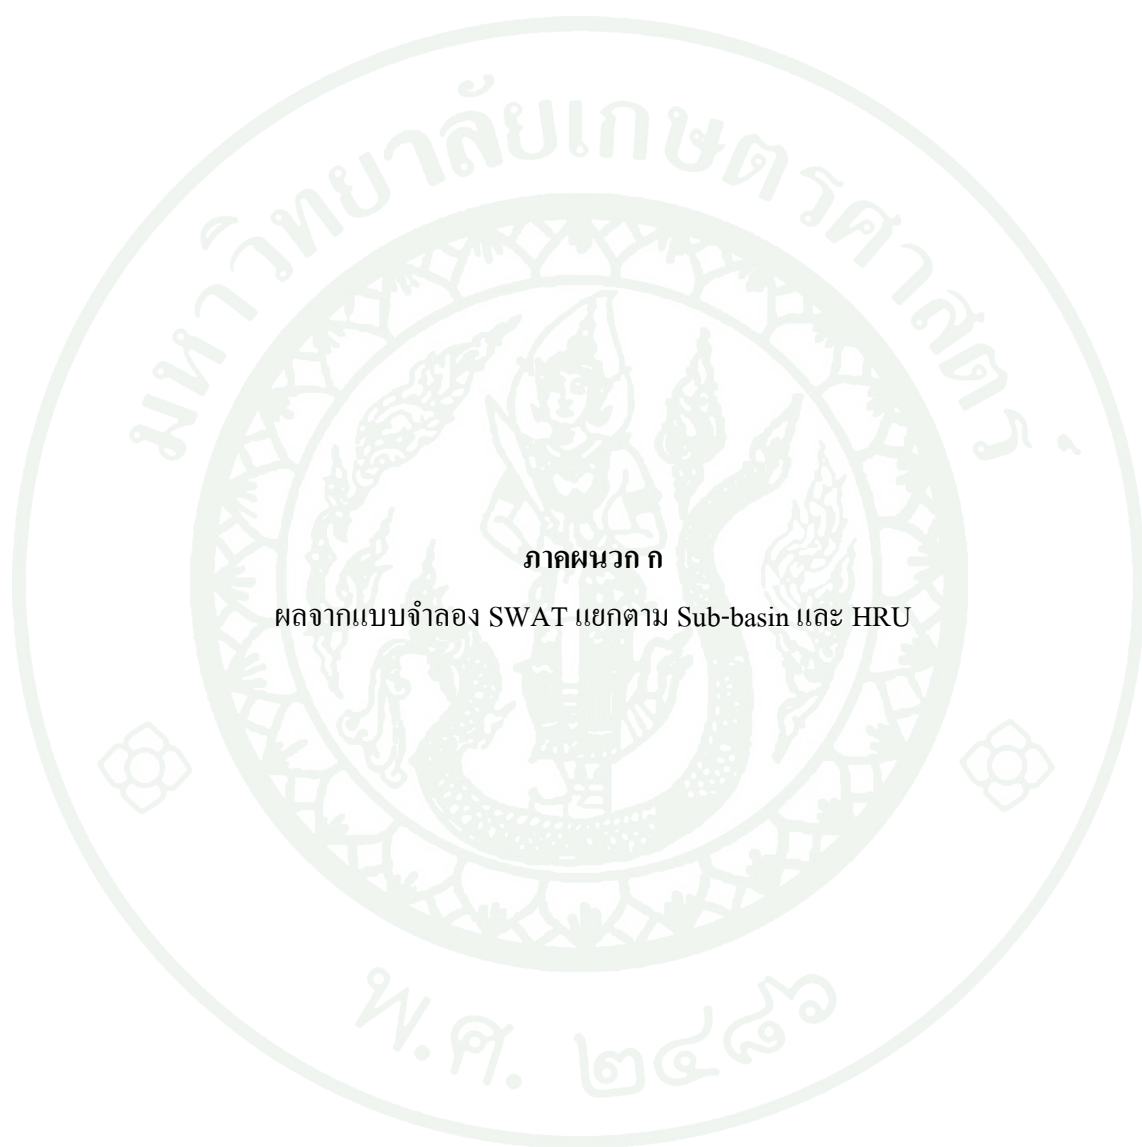 มหาวิทยาลัยเกษตรศาสตร์
ภาคผนวก ก
ผลจากแบบจำลอง SWAT แยกตาม Sub-basin และ HRU
พ.ศ. ๒๔๘๖